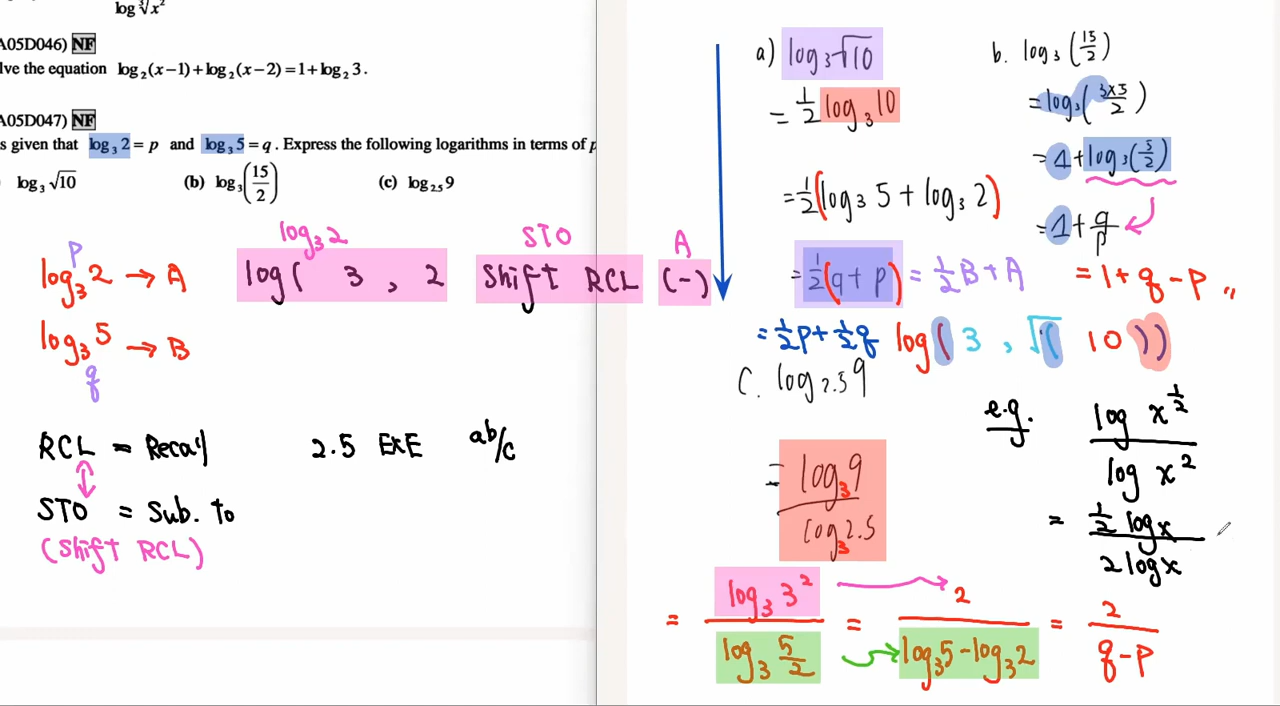 log ∛x²
A05D046) NF
lve the equation log₂(x−1)+log₂(x−2)=1+log₂3.
A05D047) NF
s given that log₃2 = p and log₃5 = q. Express the following logarithms in terms of p
log₃√10 (b) log₃(15/2) (c) log₂.₅9
p
log₃2 → A
log₃5 → B
q
log₃2 STO A
log( 3 , 2 Shift RCL (-)
RCL = Recall 2.5 EXE ab/c
↕
STO = Sub. to
(Shift RCL)
a) log₃√10
= 1/2 log₃10
= 1/2(log₃5 + log₃2)
= 1/2(q + p) = 1/2 B + A
= 1/2p + 1/2q
log( 3 , √( 10 ))
b. log₃(15/2)
= log₃(3×5/2)
= 1 + log₃(5/2)
= 1 + q/p
= 1 + q − p
c. log₂.₅9
= log₃9 / log₃2.5
= log₃3² / log₃ 5/2 = 2 / log₃5 − log₃2 = 2 / q − p
e.g. log x^1/2 / log x²
= 1/2 log x / 2 log x